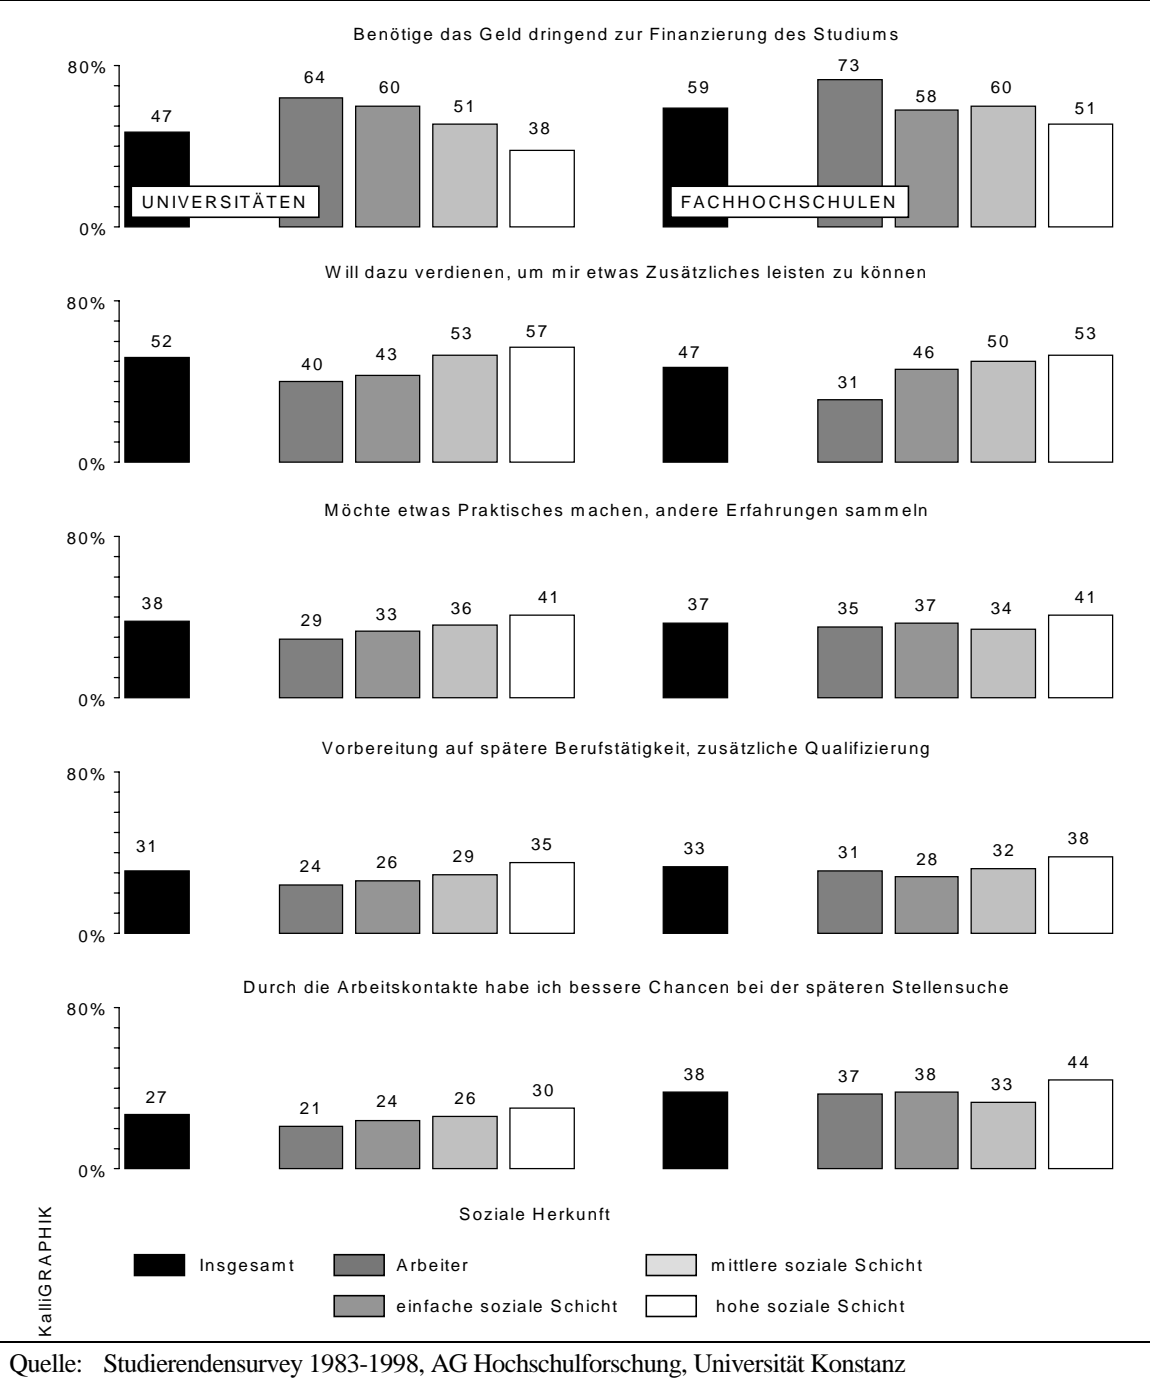 Benötige das Geld dringend zur Finanzierung des Studiums
80%
47 64 60 51 38 59 73 58 60 51
UNIVERSITÄTEN FACHHOCHSCHULEN
0%
Will dazu verdienen, um mir etwas Zusätzliches leisten zu können
80%
52 40 43 53 57 47 31 46 50 53
0%
Möchte etwas Praktisches machen, andere Erfahrungen sammeln
80%
38 29 33 36 41 37 35 37 34 41
0%
Vorbereitung auf spätere Berufstätigkeit, zusätzliche Qualifizierung
80%
31 24 26 29 35 33 31 28 32 38
0%
Durch die Arbeitskontakte habe ich bessere Chancen bei der späteren Stellensuche
80%
27 21 24 26 30 38 37 38 33 44
0%
Soziale Herkunft
Insgesamt Arbeiter mittlere soziale Schicht
einfache soziale Schicht hohe soziale Schicht
KalliGRAPHIK
Quelle: Studierendensurvey 1983-1998, AG Hochschulforschung, Universität Konstanz